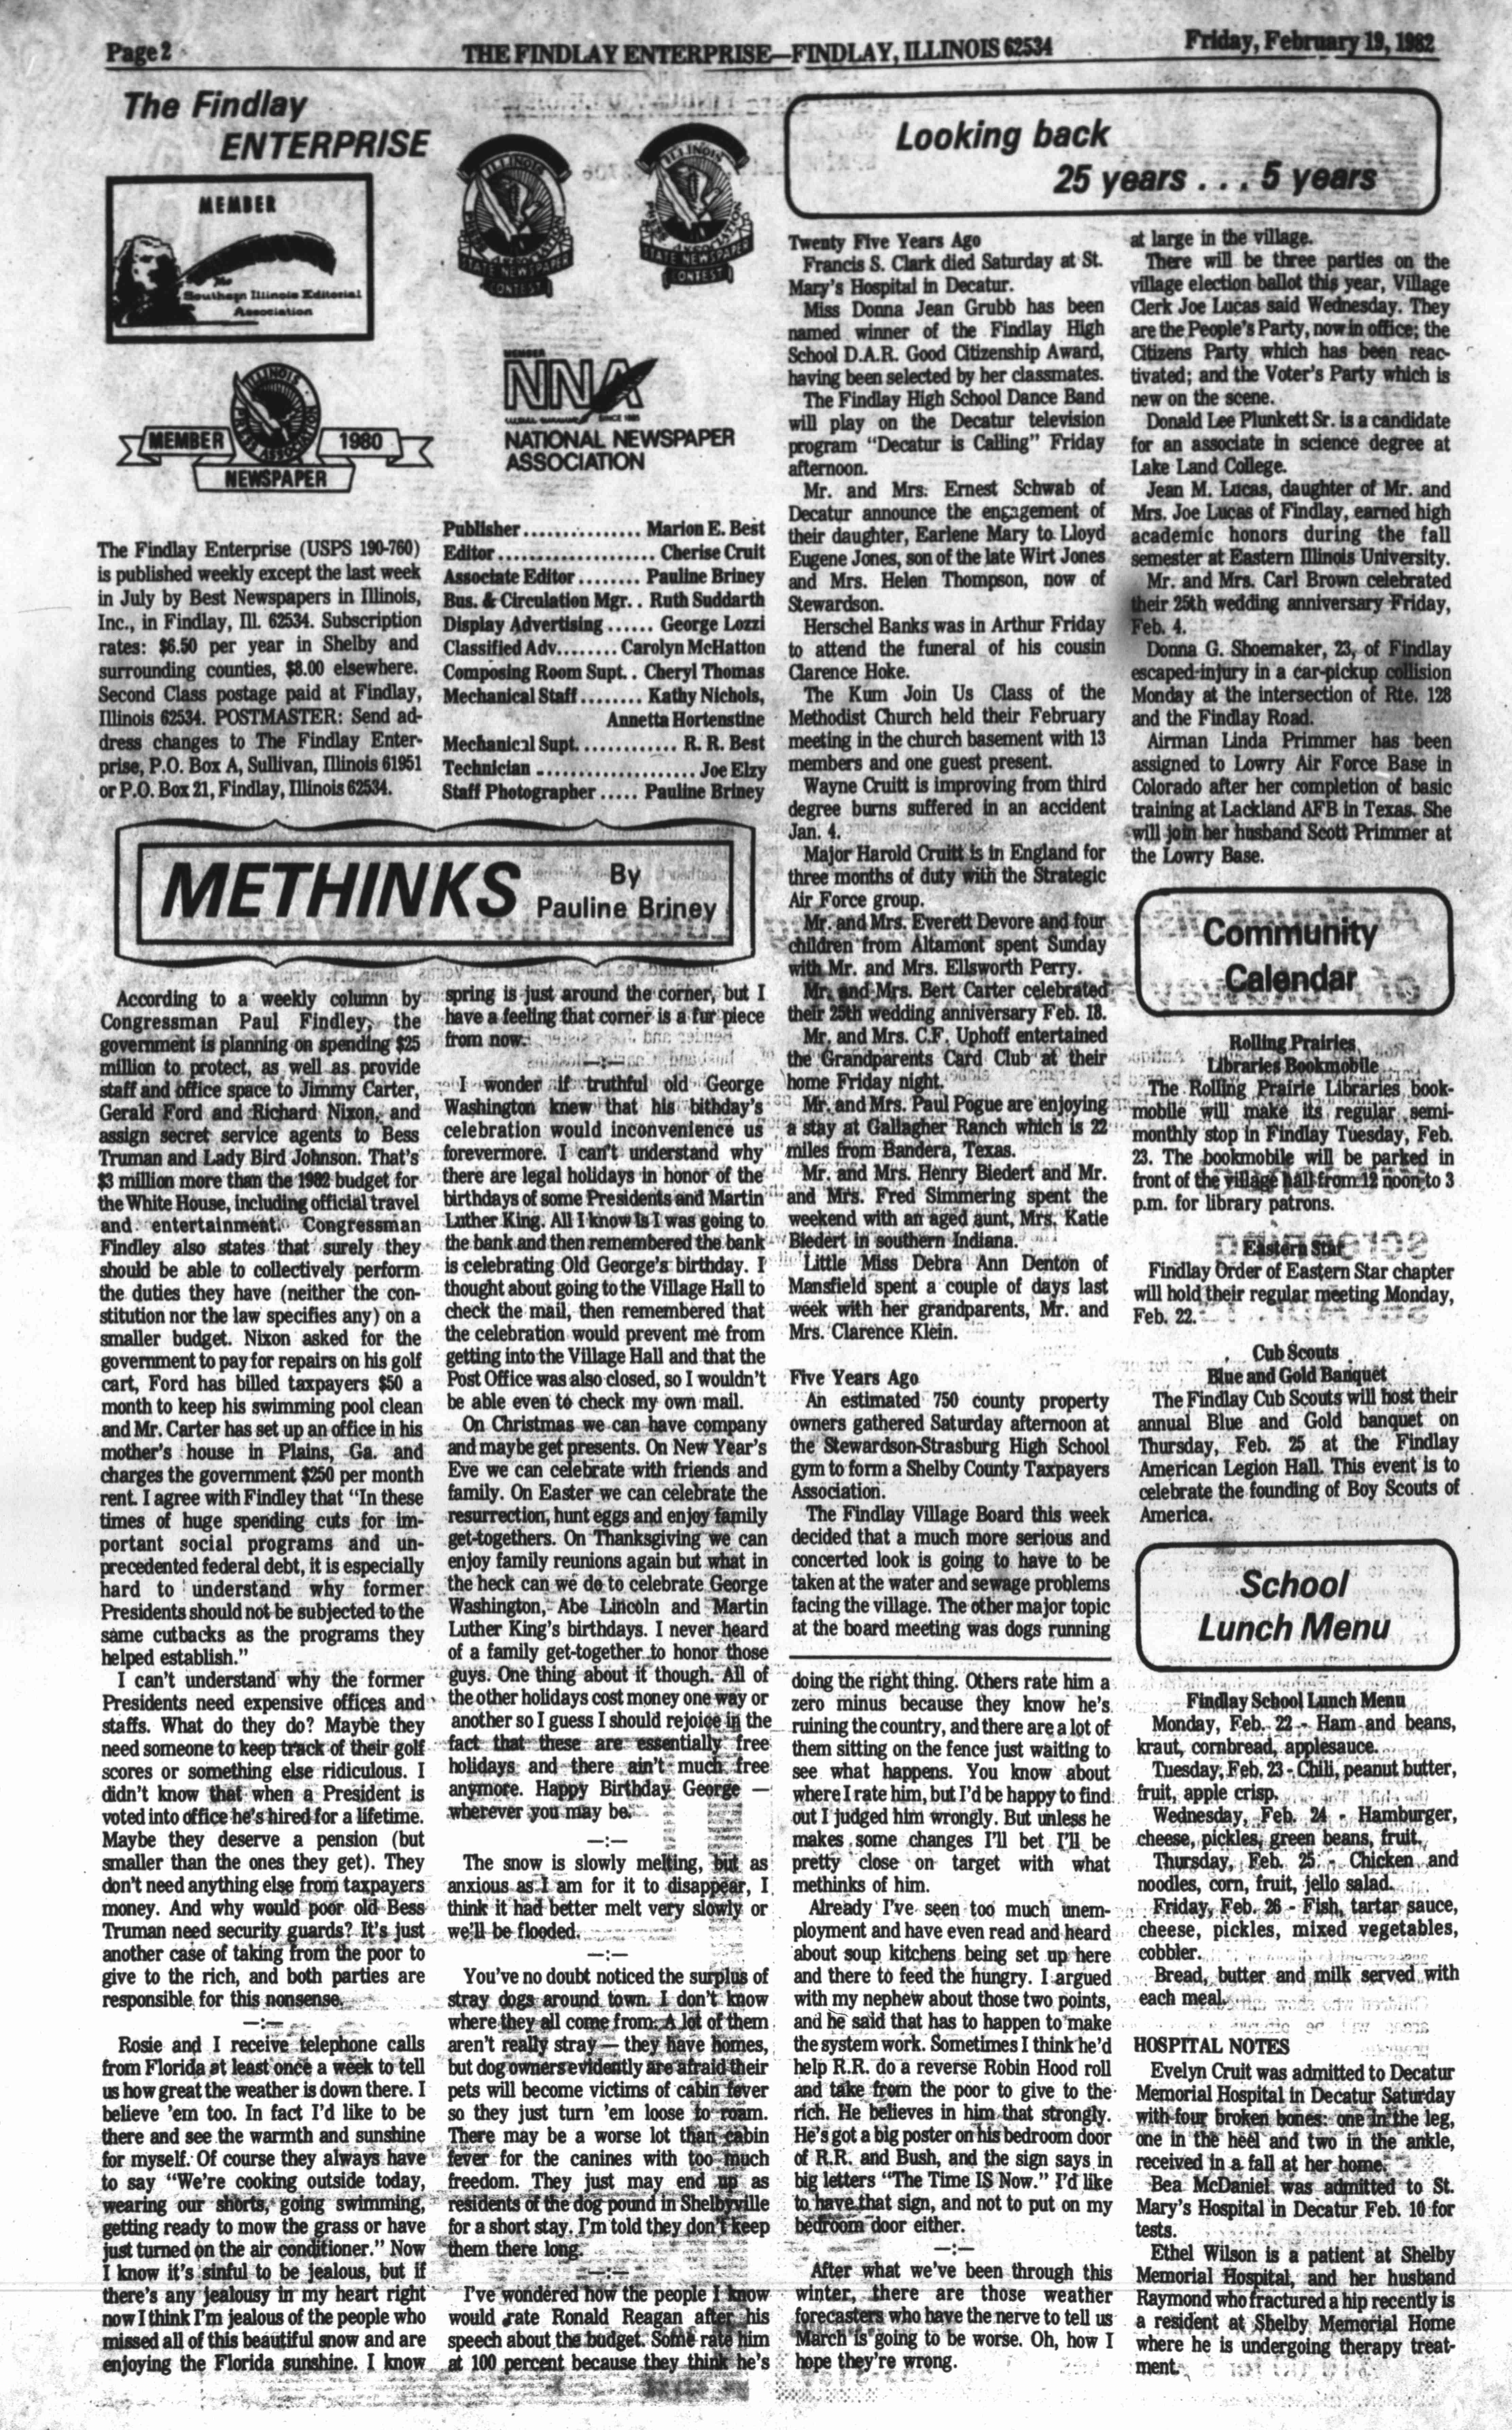 Page 2
THE FINDLAY ENTERPRISE—FINDLAY, ILLINOIS 62534
Friday, February 19, 1982
The Findlay
ENTERPRISE
MEMBER
The
Southern Illinois Editorial
Association
ILLINOIS
PRESS ASSOCIATION
STATE NEWSPAPER
CONTEST
ILLINOIS
PRESS ASSOCIATION
STATE NEWSPAPER
CONTEST
ILLINOIS
PRESS ASSOCIATION
MEMBER
1980
NEWSPAPER
MEMBER
NNA
SINCE 1885
NATIONAL NEWSPAPER
ASSOCIATION
The Findlay Enterprise (USPS 190-760)
is published weekly except the last week
in July by Best Newspapers in Illinois,
Inc., in Findlay, Ill. 62534. Subscription
rates: $6.50 per year in Shelby and
surrounding counties, $8.00 elsewhere.
Second Class postage paid at Findlay,
Illinois 62534. POSTMASTER: Send ad-
dress changes to The Findlay Enter-
prise, P.O. Box A, Sullivan, Illinois 61951
or P.O. Box 21, Findlay, Illinois 62534.
Publisher............... Marion E. Best
Editor.................... Cherise Cruit
Associate Editor........ Pauline Briney
Bus. & Circulation Mgr.. Ruth Suddarth
Display Advertising...... George Lozzi
Classified Adv........ Carolyn McHatton
Composing Room Supt.. Cheryl Thomas
Mechanical Staff........ Kathy Nichols,
Annetta Hortenstine
Mechanical Supt............. R. R. Best
Technician.................... Joe Elzy
Staff Photographer..... Pauline Briney
METHINKS
By
Pauline Briney
According to a weekly column by
Congressman Paul Findley, the
government is planning on spending $25
million to protect, as well as provide
staff and office space to Jimmy Carter,
Gerald Ford and Richard Nixon, and
assign secret service agents to Bess
Truman and Lady Bird Johnson. That's
$3 million more than the 1982 budget for
the White House, including official travel
and entertainment. Congressman
Findley also states that surely they
should be able to collectively perform
the duties they have (neither the con-
stitution nor the law specifies any) on a
smaller budget. Nixon asked for the
government to pay for repairs on his golf
cart, Ford has billed taxpayers $50 a
month to keep his swimming pool clean
and Mr. Carter has set up an office in his
mother's house in Plains, Ga. and
charges the government $250 per month
rent. I agree with Findley that "In these
times of huge spending cuts for im-
portant social programs and un-
precedented federal debt, it is especially
hard to understand why former
Presidents should not be subjected to the
same cutbacks as the programs they
helped establish."
I can't understand why the former
Presidents need expensive offices and
staffs. What do they do? Maybe they
need someone to keep track of their golf
scores or something else ridiculous. I
didn't know that when a President is
voted into office he's hired for a lifetime.
Maybe they deserve a pension (but
smaller than the ones they get). They
don't need anything else from taxpayers
money. And why would poor old Bess
Truman need security guards? It's just
another case of taking from the poor to
give to the rich, and both parties are
responsible for this nonsense.
—:—
Rosie and I receive telephone calls
from Florida at least once a week to tell
us how great the weather is down there. I
believe 'em too. In fact I'd like to be
there and see the warmth and sunshine
for myself. Of course they always have
to say "We're cooking outside today,
wearing our shorts, going swimming,
getting ready to mow the grass or have
just turned on the air conditioner." Now
I know it's sinful to be jealous, but if
there's any jealousy in my heart right
now I think I'm jealous of the people who
missed all of this beautiful snow and are
enjoying the Florida sunshine. I know
spring is just around the corner, but I
have a feeling that corner is a fur piece
from now.
—:—
I wonder if truthful old George
Washington knew that his bithday's
celebration would inconvenience us
forevermore. I can't understand why
there are legal holidays in honor of the
birthdays of some Presidents and Martin
Luther King. All I know is I was going to
the bank and then remembered the bank
is celebrating Old George's birthday. I
thought about going to the Village Hall to
check the mail, then remembered that
the celebration would prevent me from
getting into the Village Hall and that the
Post Office was also closed, so I wouldn't
be able even to check my own mail.
On Christmas we can have company
and maybe get presents. On New Year's
Eve we can celebrate with friends and
family. On Easter we can celebrate the
resurrection, hunt eggs and enjoy family
get-togethers. On Thanksgiving we can
enjoy family reunions again but what in
the heck can we do to celebrate George
Washington, Abe Lincoln and Martin
Luther King's birthdays. I never heard
of a family get-together to honor those
guys. One thing about it though. All of
the other holidays cost money one way or
another so I guess I should rejoice in the
fact that these are essentially free
holidays and there ain't much free
anymore. Happy Birthday George —
wherever you may be.
—:—
The snow is slowly melting, but as
anxious as I am for it to disappear, I
think it had better melt very slowly or
we'll be flooded.
—:—
You've no doubt noticed the surplus of
stray dogs around town. I don't know
where they all come from. A lot of them
aren't really stray — they have homes,
but dog owners evidently are afraid their
pets will become victims of cabin fever
so they just turn 'em loose to roam.
There may be a worse lot than cabin
fever for the canines with too much
freedom. They just may end up as
residents of the dog pound in Shelbyville
for a short stay. I'm told they don't keep
them there long.
—:—
I've wondered how the people I know
would rate Ronald Reagan after his
speech about the budget. Some rate him
at 100 percent because they think he's
doing the right thing. Others rate him a
zero minus because they know he's
ruining the country, and there are a lot of
them sitting on the fence just waiting to
see what happens. You know about
where I rate him, but I'd be happy to find
out I judged him wrongly. But unless he
makes some changes I'll bet I'll be
pretty close on target with what
methinks of him.
Already I've seen too much unem-
ployment and have even read and heard
about soup kitchens being set up here
and there to feed the hungry. I argued
with my nephew about those two points,
and he said that has to happen to make
the system work. Sometimes I think he'd
help R.R. do a reverse Robin Hood roll
and take from the poor to give to the
rich. He believes in him that strongly.
He's got a big poster on his bedroom door
of R.R. and Bush, and the sign says in
big letters "The Time IS Now." I'd like
to have that sign, and not to put on my
bedroom door either.
—:—
After what we've been through this
winter, there are those weather
forecasters who have the nerve to tell us
March is going to be worse. Oh, how I
hope they're wrong.
Looking back
25 years . . . 5 years
Twenty Five Years Ago
Francis S. Clark died Saturday at St.
Mary's Hospital in Decatur.
Miss Donna Jean Grubb has been
named winner of the Findlay High
School D.A.R. Good Citizenship Award,
having been selected by her classmates.
The Findlay High School Dance Band
will play on the Decatur television
program "Decatur is Calling" Friday
afternoon.
Mr. and Mrs. Ernest Schwab of
Decatur announce the engagement of
their daughter, Earlene Mary to Lloyd
Eugene Jones, son of the late Wirt Jones
and Mrs. Helen Thompson, now of
Stewardson.
Herschel Banks was in Arthur Friday
to attend the funeral of his cousin
Clarence Hoke.
The Kum Join Us Class of the
Methodist Church held their February
meeting in the church basement with 13
members and one guest present.
Wayne Cruitt is improving from third
degree burns suffered in an accident
Jan. 4.
Major Harold Cruitt is in England for
three months of duty with the Strategic
Air Force group.
Mr. and Mrs. Everett Devore and four
children from Altamont spent Sunday
with Mr. and Mrs. Ellsworth Perry.
Mr. and Mrs. Bert Carter celebrated
their 25th wedding anniversary Feb. 18.
Mr. and Mrs. C.F. Uphoff entertained
the Grandparents Card Club at their
home Friday night.
Mr. and Mrs. Paul Pogue are enjoying
a stay at Gallagher Ranch which is 22
miles from Bandera, Texas.
Mr. and Mrs. Henry Biedert and Mr.
and Mrs. Fred Simmering spent the
weekend with an aged aunt, Mrs. Katie
Biedert in southern Indiana.
Little Miss Debra Ann Denton of
Mansfield spent a couple of days last
week with her grandparents, Mr. and
Mrs. Clarence Klein.
Five Years Ago
An estimated 750 county property
owners gathered Saturday afternoon at
the Stewardson-Strasburg High School
gym to form a Shelby County Taxpayers
Association.
The Findlay Village Board this week
decided that a much more serious and
concerted look is going to have to be
taken at the water and sewage problems
facing the village. The other major topic
at the board meeting was dogs running
at large in the village.
There will be three parties on the
village election ballot this year, Village
Clerk Joe Lucas said Wednesday. They
are the People's Party, now in office; the
Citizens Party which has been reac-
tivated; and the Voter's Party which is
new on the scene.
Donald Lee Plunkett Sr. is a candidate
for an associate in science degree at
Lake Land College.
Jean M. Lucas, daughter of Mr. and
Mrs. Joe Lucas of Findlay, earned high
academic honors during the fall
semester at Eastern Illinois University.
Mr. and Mrs. Carl Brown celebrated
their 25th wedding anniversary Friday,
Feb. 4.
Donna G. Shoemaker, 23, of Findlay
escaped injury in a car-pickup collision
Monday at the intersection of Rte. 128
and the Findlay Road.
Airman Linda Primmer has been
assigned to Lowry Air Force Base in
Colorado after her completion of basic
training at Lackland AFB in Texas. She
will join her husband Scott Primmer at
the Lowry Base.
Community
Calendar
Rolling Prairies
Libraries Bookmobile
The Rolling Prairie Libraries book-
mobile will make its regular semi-
monthly stop in Findlay Tuesday, Feb.
23. The bookmobile will be parked in
front of the village hall from 12 noon to 3
p.m. for library patrons.
Eastern Star
Findlay Order of Eastern Star chapter
will hold their regular meeting Monday,
Feb. 22.
Cub Scouts
Blue and Gold Banquet
The Findlay Cub Scouts will host their
annual Blue and Gold banquet on
Thursday, Feb. 25 at the Findlay
American Legion Hall. This event is to
celebrate the founding of Boy Scouts of
America.
School
Lunch Menu
Findlay School Lunch Menu
Monday, Feb. 22 - Ham and beans,
kraut, cornbread, applesauce.
Tuesday, Feb. 23 - Chili, peanut butter,
fruit, apple crisp.
Wednesday, Feb. 24 - Hamburger,
cheese, pickles, green beans, fruit.
Thursday, Feb. 25 - Chicken and
noodles, corn, fruit, jello salad.
Friday, Feb. 26 - Fish, tartar sauce,
cheese, pickles, mixed vegetables,
cobbler.
Bread, butter and milk served with
each meal.
HOSPITAL NOTES
Evelyn Cruit was admitted to Decatur
Memorial Hospital in Decatur Saturday
with four broken bones: one in the leg,
one in the heel and two in the ankle,
received in a fall at her home.
Bea McDaniel was admitted to St.
Mary's Hospital in Decatur Feb. 10 for
tests.
Ethel Wilson is a patient at Shelby
Memorial Hospital, and her husband
Raymond who fractured a hip recently is
a resident at Shelby Memorial Home
where he is undergoing therapy treat-
ment.